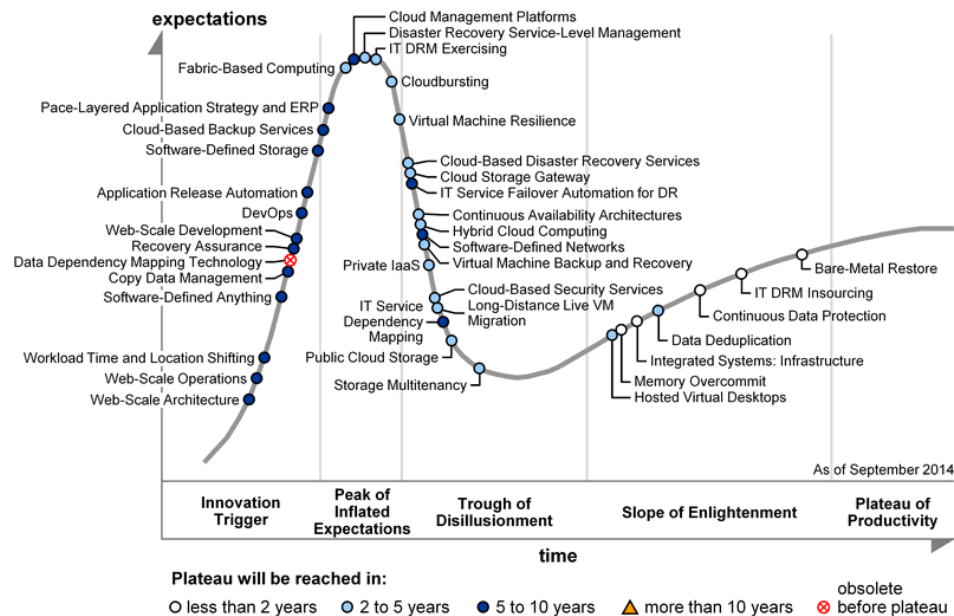 expectations
Cloud Management Platforms
Disaster Recovery Service-Level Management
IT DRM Exercising
Fabric-Based Computing
Cloudbursting
Pace-Layered Application Strategy and ERP
Virtual Machine Resilience
Cloud-Based Backup Services
Software-Defined Storage
Cloud-Based Disaster Recovery Services
Cloud Storage Gateway
IT Service Failover Automation for DR
Application Release Automation
DevOps
Continuous Availability Architectures
Web-Scale Development
Hybrid Cloud Computing
Recovery Assurance
Software-Defined Networks
Data Dependency Mapping Technology
Virtual Machine Backup and Recovery
Private IaaS
Copy Data Management
Bare-Metal Restore
Software-Defined Anything
Cloud-Based Security Services
IT DRM Insourcing
IT Service
Dependency
Mapping
Long-Distance Live VM
Migration
Continuous Data Protection
Data Deduplication
Workload Time and Location Shifting
Public Cloud Storage
Integrated Systems: Infrastructure
Web-Scale Operations
Storage Multitenancy
Memory Overcommit
Web-Scale Architecture
Hosted Virtual Desktops
As of September 2014
Innovation
Trigger
Peak of
Inflated
Expectations
Trough of
Disillusionment
Slope of Enlightenment
Plateau of
Productivity
time
Plateau will be reached in:
less than 2 years
2 to 5 years
5 to 10 years
more than 10 years
obsolete
before plateau